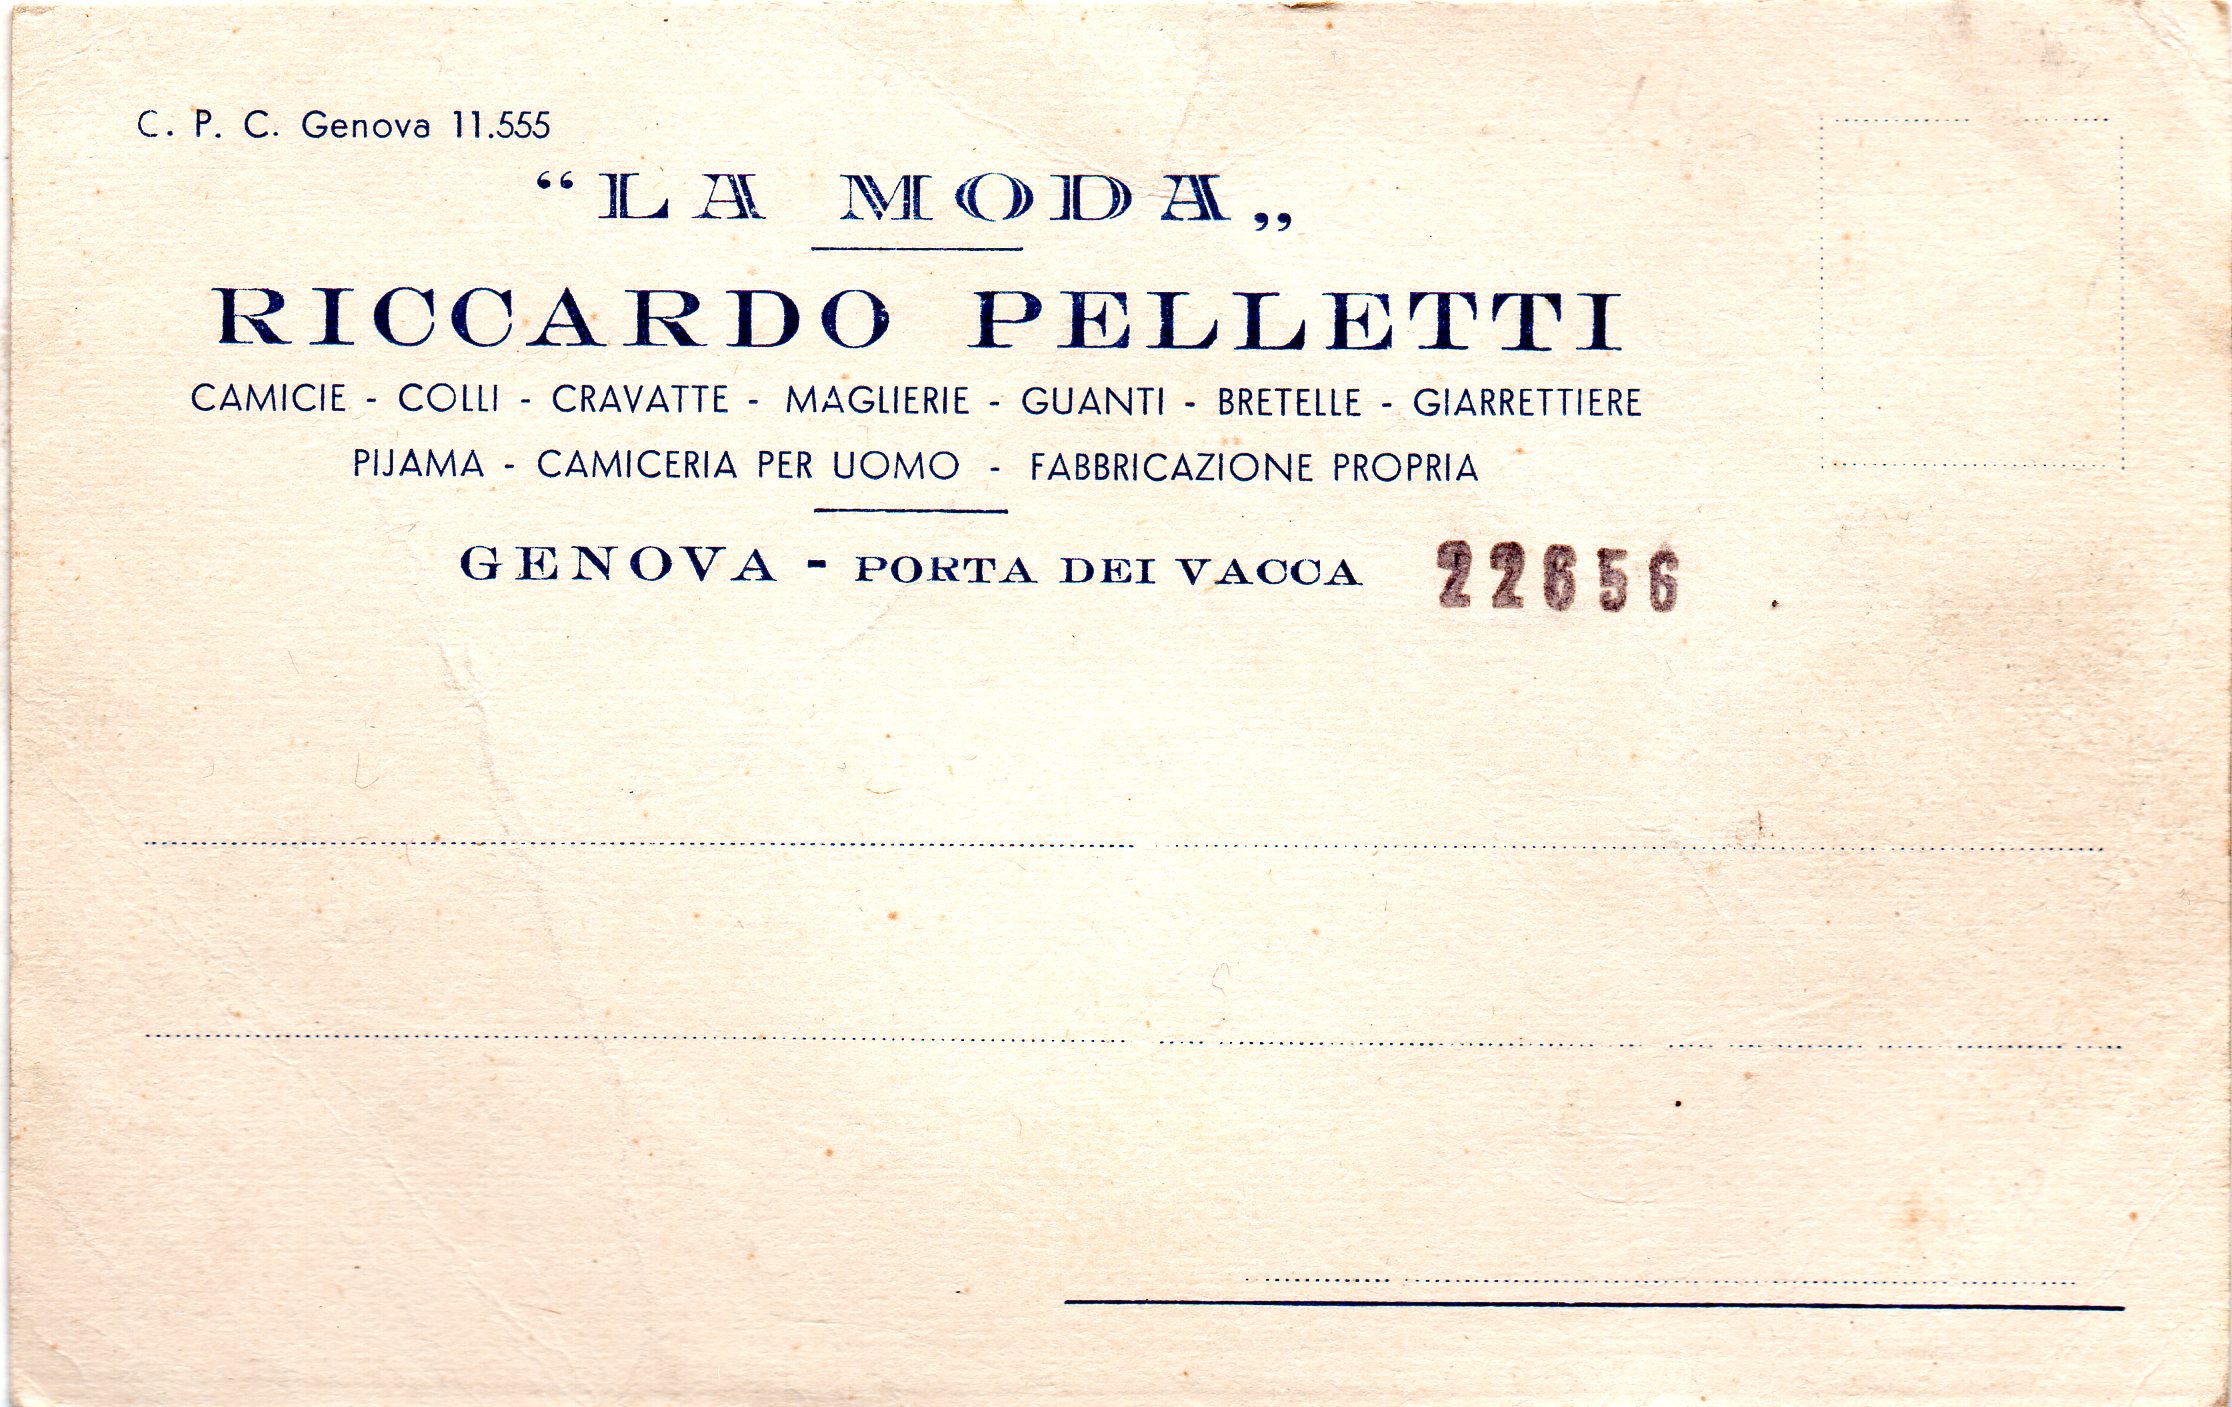 C. P. C. Genova 11.555
“LA MODA„
RICCARDO PELLETTI
CAMICIE - COLLI - CRAVATTE - MAGLIERIE - GUANTI - BRETELLE - GIARRETTIERE
PIJAMA - CAMICERIA PER UOMO - FABBRICAZIONE PROPRIA
GENOVA - PORTA DEI VACCA 22656